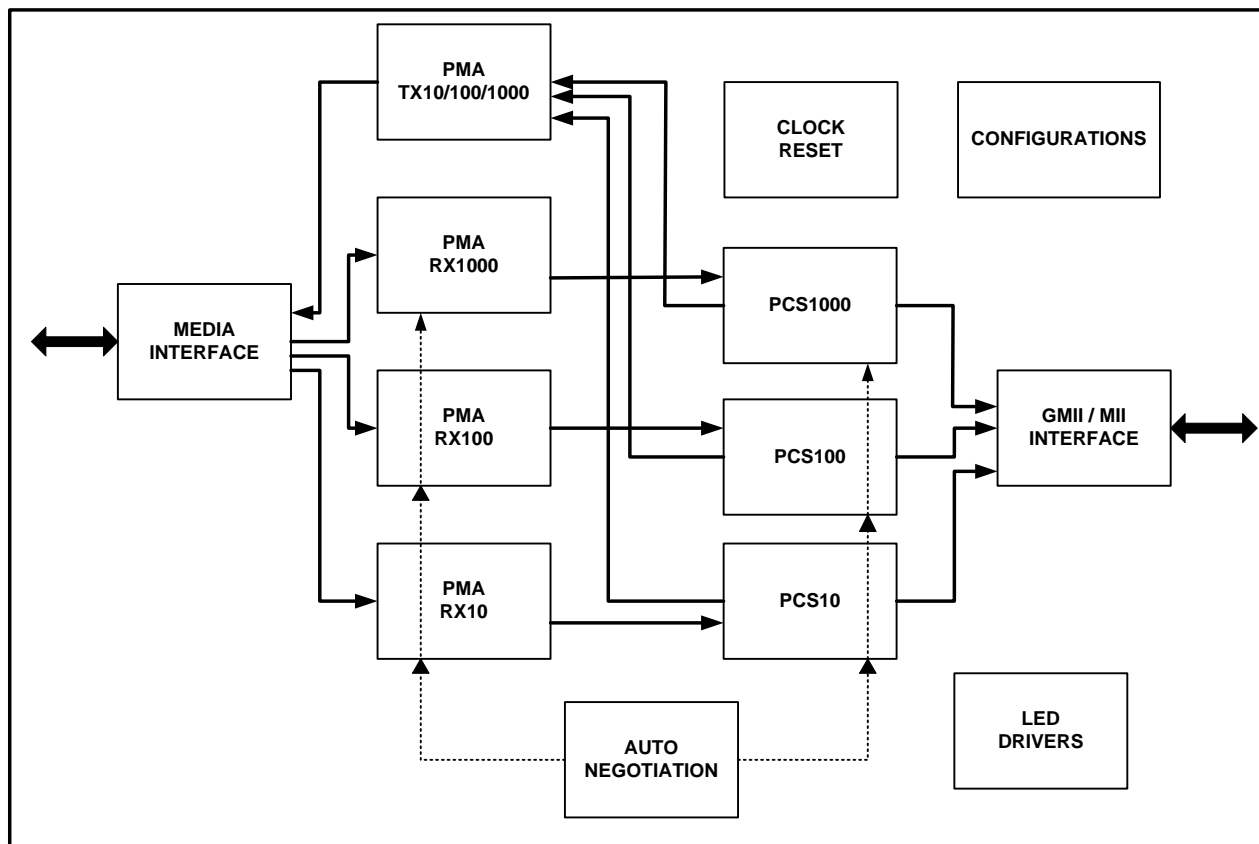 PMA
TX10/100/1000
CLOCK
RESET
CONFIGURATIONS
PMA
RX1000
PCS1000
MEDIA
INTERFACE
PMA
RX100
PCS100
GMII / MII
INTERFACE
PMA
RX10
PCS10
AUTO
NEGOTIATION
LED
DRIVERS